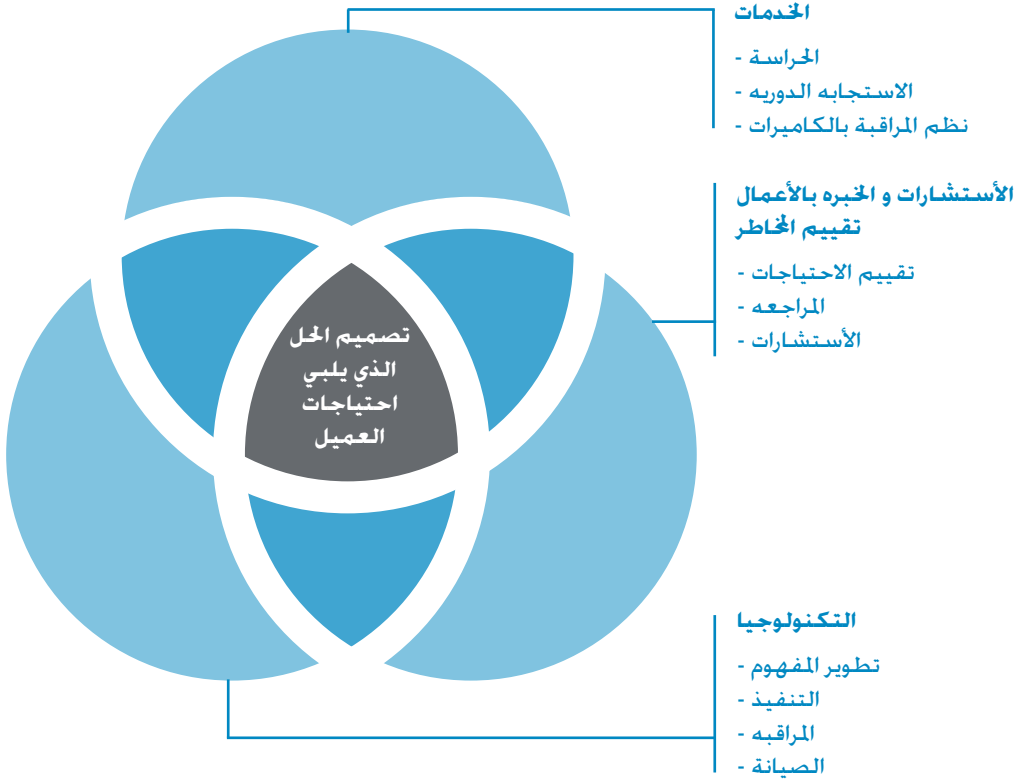 الخدمات
الحراسة -
الاستجابه الدوريه -
نظم المراقبة بالكاميرات -
الأستشارات و الخبره بالأعمال
تقييم المخاطر
تقييم الاحتياجات -
المراجعه -
الأستشارات -
تصميم الحل
الذي يلبي
احتياجات
العميل
التكنولوجيا
تطوير المفهوم -
التنفيذ -
المراقبه -
الصيانة -